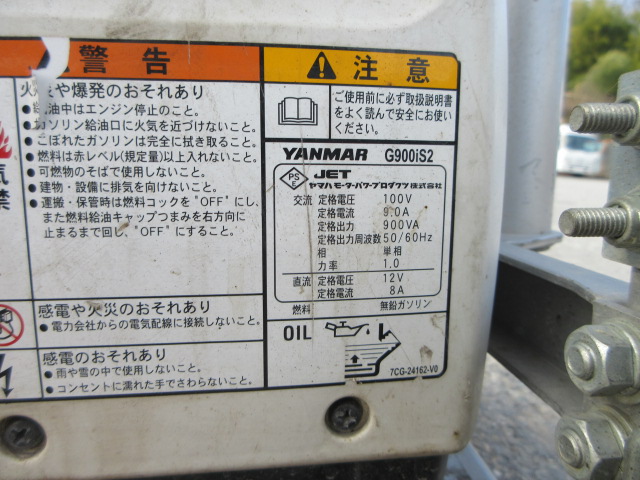 警告
火災や爆発のおそれあり
●給油中はエンジン停止のこと。
●ガソリン給油口に火気を近づけないこと。
●こぼれたガソリンは完全に拭き取ること。
●燃料は赤レベル(規定量)以上入れないこと。
●可燃物のそばで使用しないこと。
●建物・設備に排気を向けないこと。
●運搬・保管時は燃料コックを"OFF"にし、
また燃料給油キャップつまみを右方向に
止まるまで回し、"OFF"にすること。
感電や火災のおそれあり
●電力会社からの電気配線に接続しないこと。
感電のおそれあり
●雨や雪の中で使用しないこと。
●コンセントに濡れた手でさわらないこと。
気
禁
注意
ご使用前に必ず取扱説明書
をよく読んで安全にお使い
ください。
YANMAR G900iS2
PS
E
JET
ヤマハモーターパワープロダクツ株式会社
交流 定格電圧 100V
定格電流 9.0A
定格出力 900VA
定格出力周波数 50/60Hz
相 単相
力率 1.0
直流 定格電圧 12V
定格電流 8A
燃料 無鉛ガソリン
OIL
7CG-24162-V0